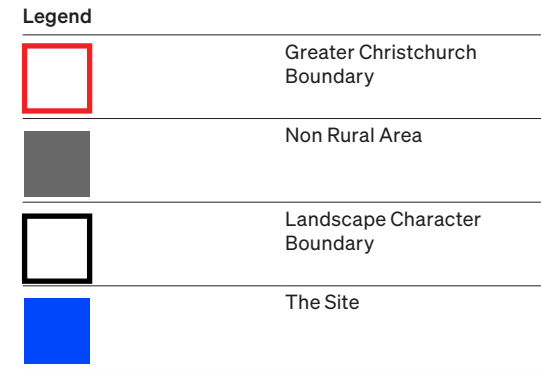 Legend
Greater Christchurch
Boundary
Non Rural Area
Landscape Character
Boundary
The Site